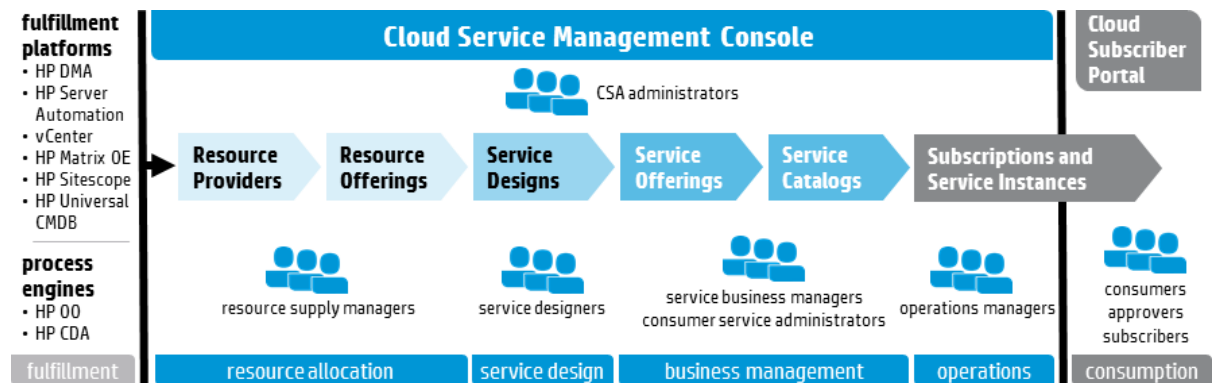 fulfillment
platforms
• HP DMA
• HP Server
Automation
• vCenter
• HP Matrix OE
• HP Sitescope
• HP Universal
CMDB
process
engines
• HP OO
• HP CDA
fulfillment
Cloud Service Management Console
CSA administrators
Resource
Providers
Resource
Offerings
Service
Designs
Service
Offerings
Service
Catalogs
Subscriptions and
Service Instances
resource supply managers
service designers
service business managers
consumer service administrators
operations managers
resource allocation
service design
business management
operations
Cloud
Subscriber
Portal
consumers
approvers
subscribers
consumption